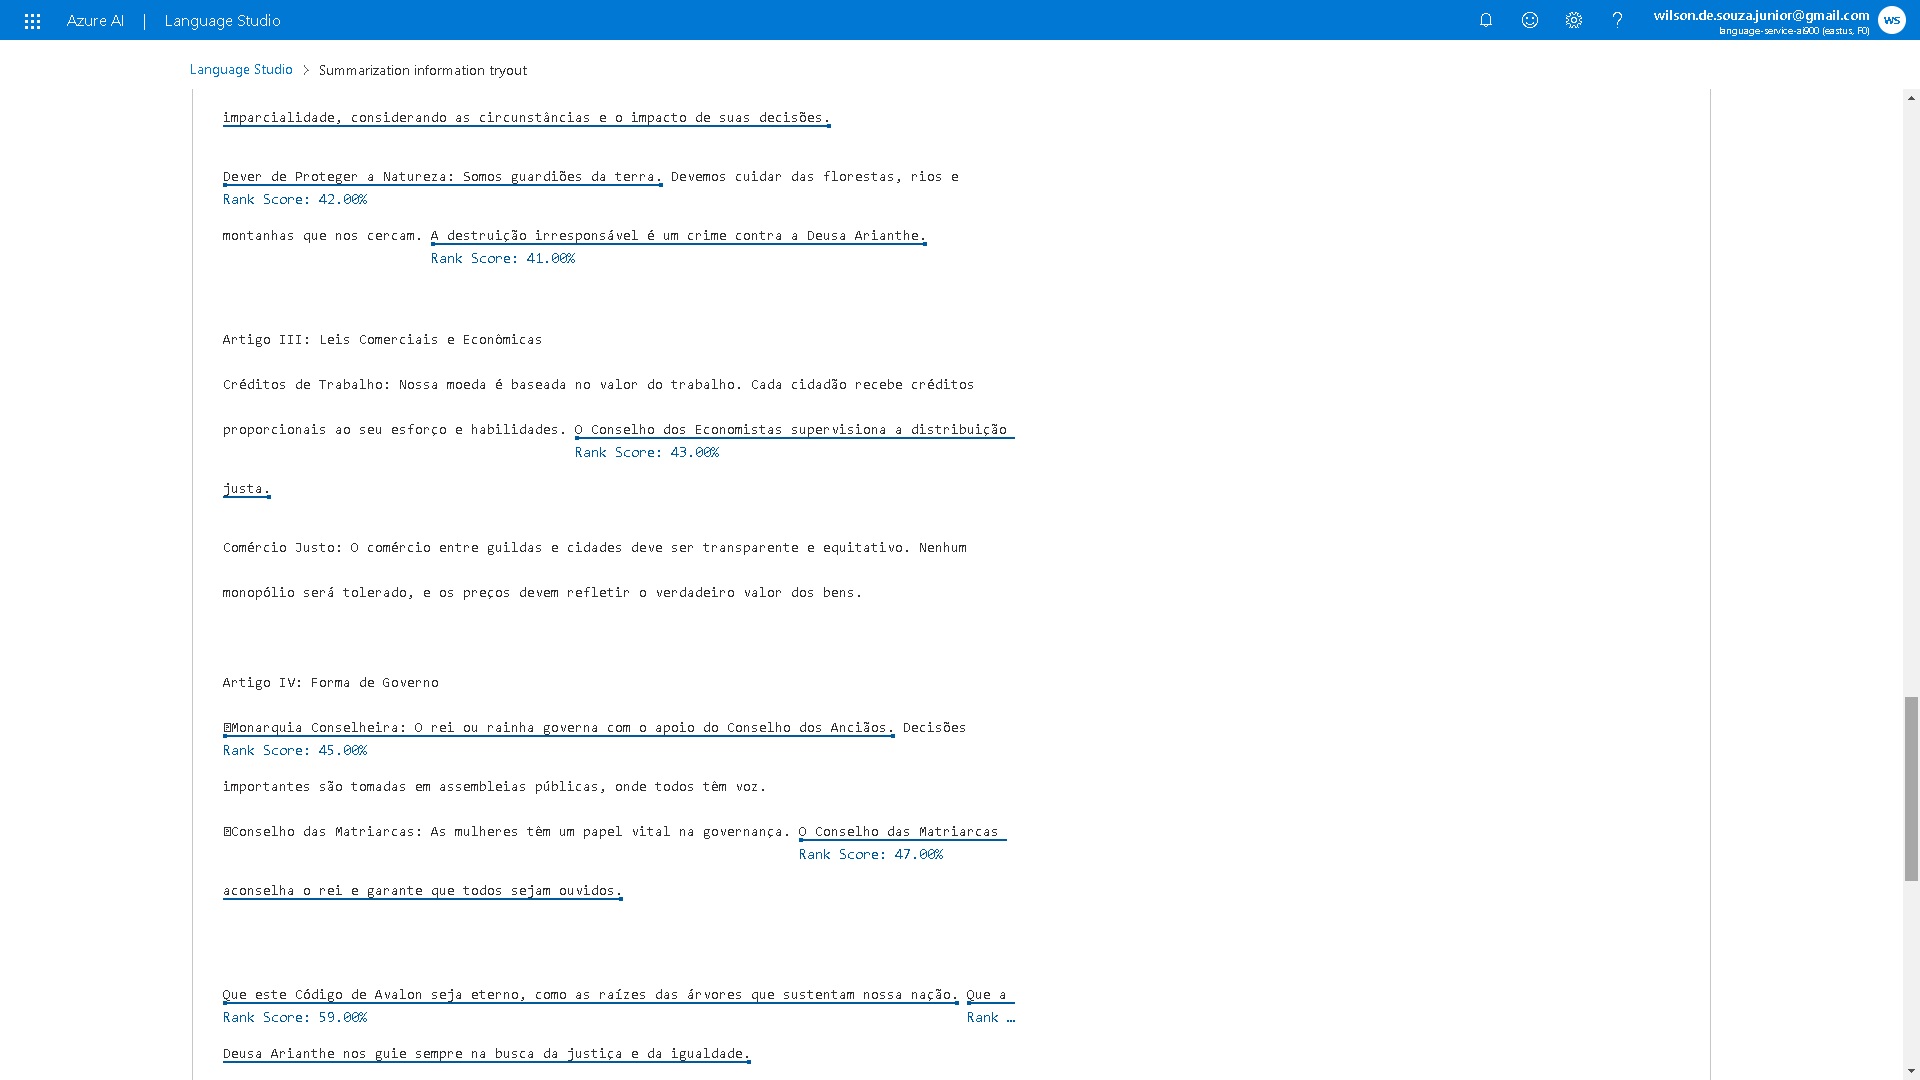 Azure AI | Language Studio
wilson.de.souza.junior@gmail.com
language-service-ai900 (eastus, F0)
WS
Language Studio > Summarization information tryout
imparcialidade, considerando as circunstâncias e o impacto de suas decisões.
Dever de Proteger a Natureza: Somos guardiões da terra. Devemos cuidar das florestas, rios e
Rank Score: 42.00%
montanhas que nos cercam. A destruição irresponsável é um crime contra a Deusa Arianthe.
Rank Score: 41.00%
Artigo III: Leis Comerciais e Econômicas
Créditos de Trabalho: Nossa moeda é baseada no valor do trabalho. Cada cidadão recebe créditos
proporcionais ao seu esforço e habilidades. O Conselho dos Economistas supervisiona a distribuição
Rank Score: 43.00%
justa.
Comércio Justo: O comércio entre guildas e cidades deve ser transparente e equitativo. Nenhum
monopólio será tolerado, e os preços devem refletir o verdadeiro valor dos bens.
Artigo IV: Forma de Governo
Monarquia Conselheira: O rei ou rainha governa com o apoio do Conselho dos Anciãos. Decisões
Rank Score: 45.00%
importantes são tomadas em assembleias públicas, onde todos têm voz.
Conselho das Matriarcas: As mulheres têm um papel vital na governança. O Conselho das Matriarcas
Rank Score: 47.00%
aconselha o rei e garante que todos sejam ouvidos.
Que este Código de Avalon seja eterno, como as raízes das árvores que sustentam nossa nação. Que a
Rank Score: 59.00% Rank …
Deusa Arianthe nos guie sempre na busca da justiça e da igualdade.